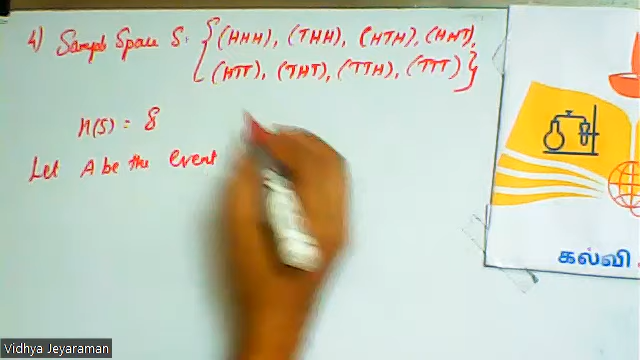 4) Sample Space S = {(HHH), (THH), (HTH), (HHT),
(HTT), (THT), (TTH), (TTT)}
n(S) = 8
Let A be the event
கல்வி
Vidhya Jeyaraman